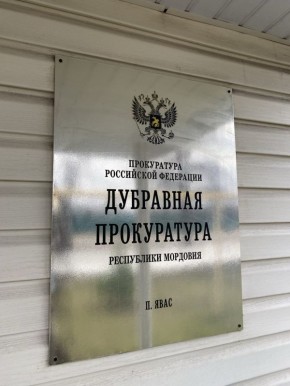 ПРОКУРАТУРА
РОССИЙСКОЙ ФЕДЕРАЦИИ
ДУБРАВНАЯ
ПРОКУРАТУРА
РЕСПУБЛИКИ МОРДОВИЯ
П. ЯВАС